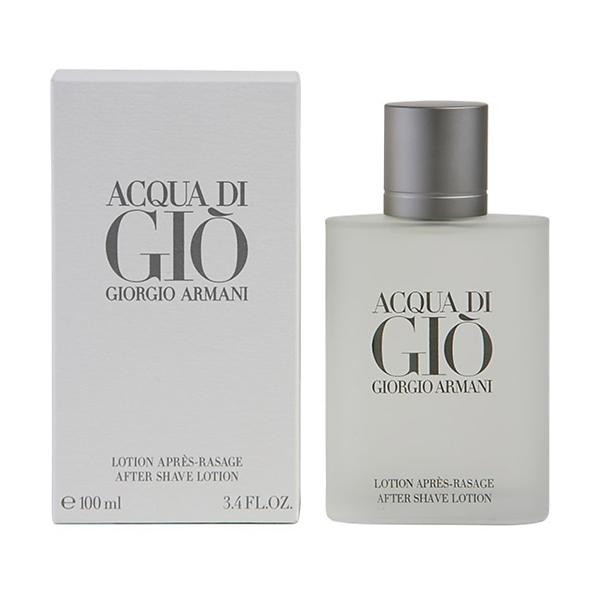 ACQUA DI
GIÒ
GIORGIO ARMANI
LOTION APRÈS-RASAGE
AFTER SHAVE LOTION
℮ 100 ml 3.4 FL.OZ.
ACQUA DI
GIÒ
GIORGIO ARMANI
LOTION APRÈS-RASAGE
AFTER SHAVE LOTION